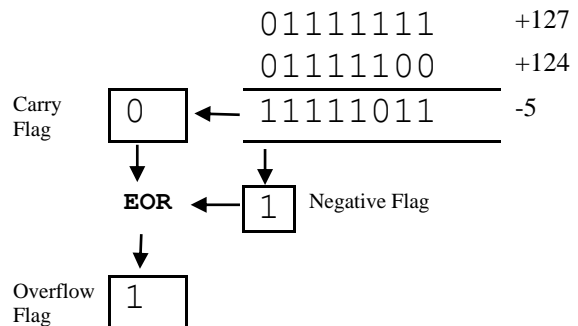 01111111 +127
01111100 +124
Carry Flag 0 11111011 -5
EOR 1 Negative Flag
Overflow Flag 1